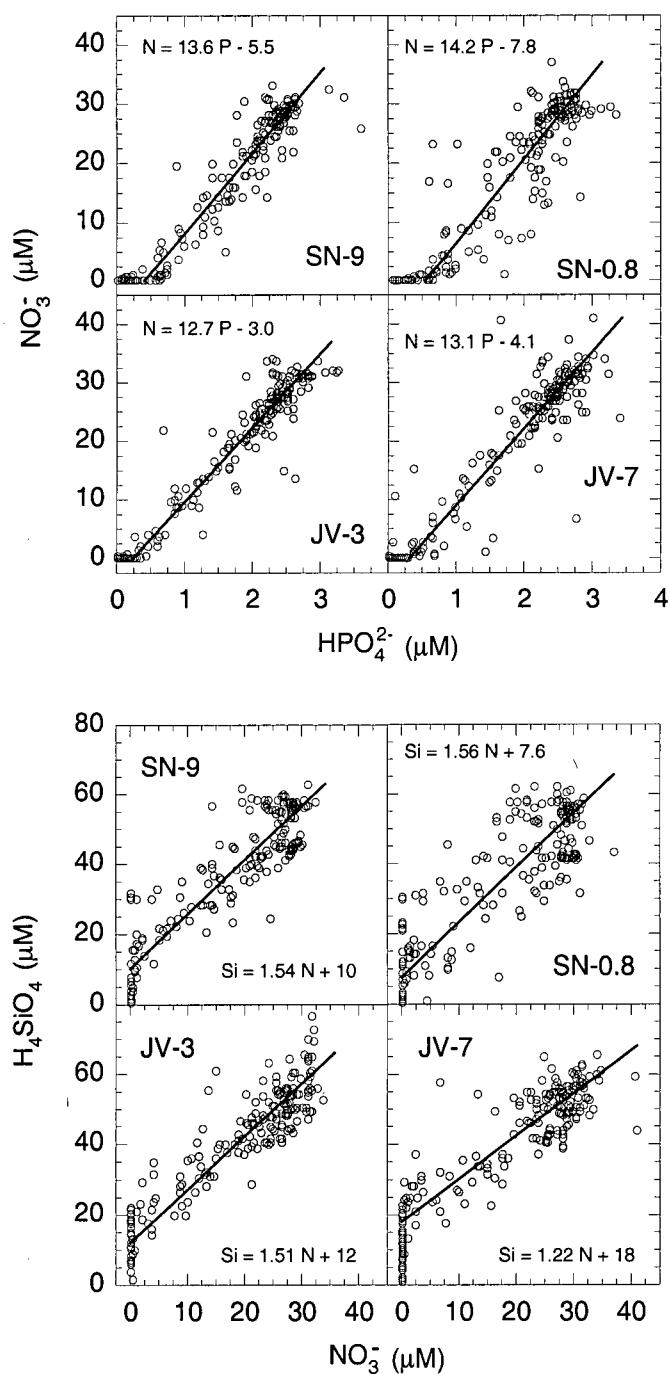 N = 13.6 P - 5.5
N = 14.2 P - 7.8
40
30
20
10
0
SN-9
SN-0.8
NO₃⁻ (μM)
N = 12.7 P - 3.0
N = 13.1 P - 4.1
40
30
20
10
0
JV-3
JV-7
0 1 2 3 0 1 2 3 4
HPO₄²⁻ (μM)
80
60
40
20
0
SN-9
Si = 1.56 N + 7.6
Si = 1.54 N + 10
SN-0.8
H₄SiO₄ (μM)
JV-3
JV-7
60
40
20
0
Si = 1.51 N + 12
Si = 1.22 N + 18
0 10 20 30 0 10 20 30 40
NO₃⁻ (μM)